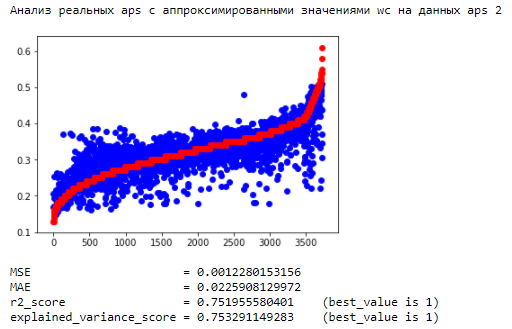 Анализ реальных aps с аппроксимированными значениями wc на данных aps 2
0.6
0.5
0.4
0.3
0.2
0.1
0 500 1000 1500 2000 2500 3000 3500
MSE = 0.0012280153156
MAE = 0.0225908129972
r2_score = 0.751955580401 (best_value is 1)
explained_variance_score = 0.753291149283 (best_value is 1)